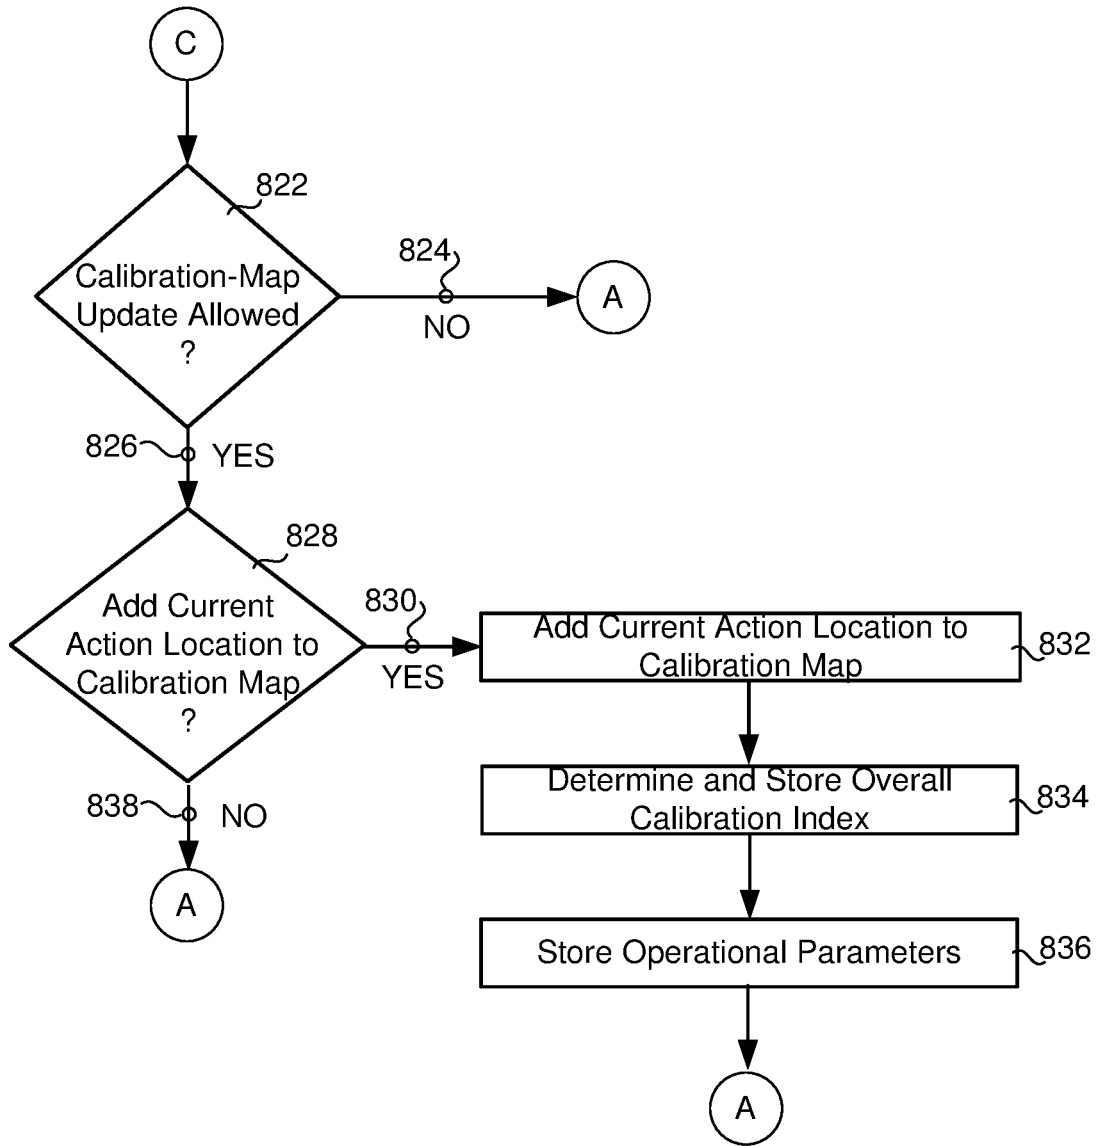 C
822
Calibration-Map
Update Allowed
?
824
NO
A
826
YES
828
Add Current
Action Location to
Calibration Map
?
830
YES
Add Current Action Location to
Calibration Map
832
Determine and Store Overall
Calibration Index
834
838
NO
A
Store Operational Parameters
836
A